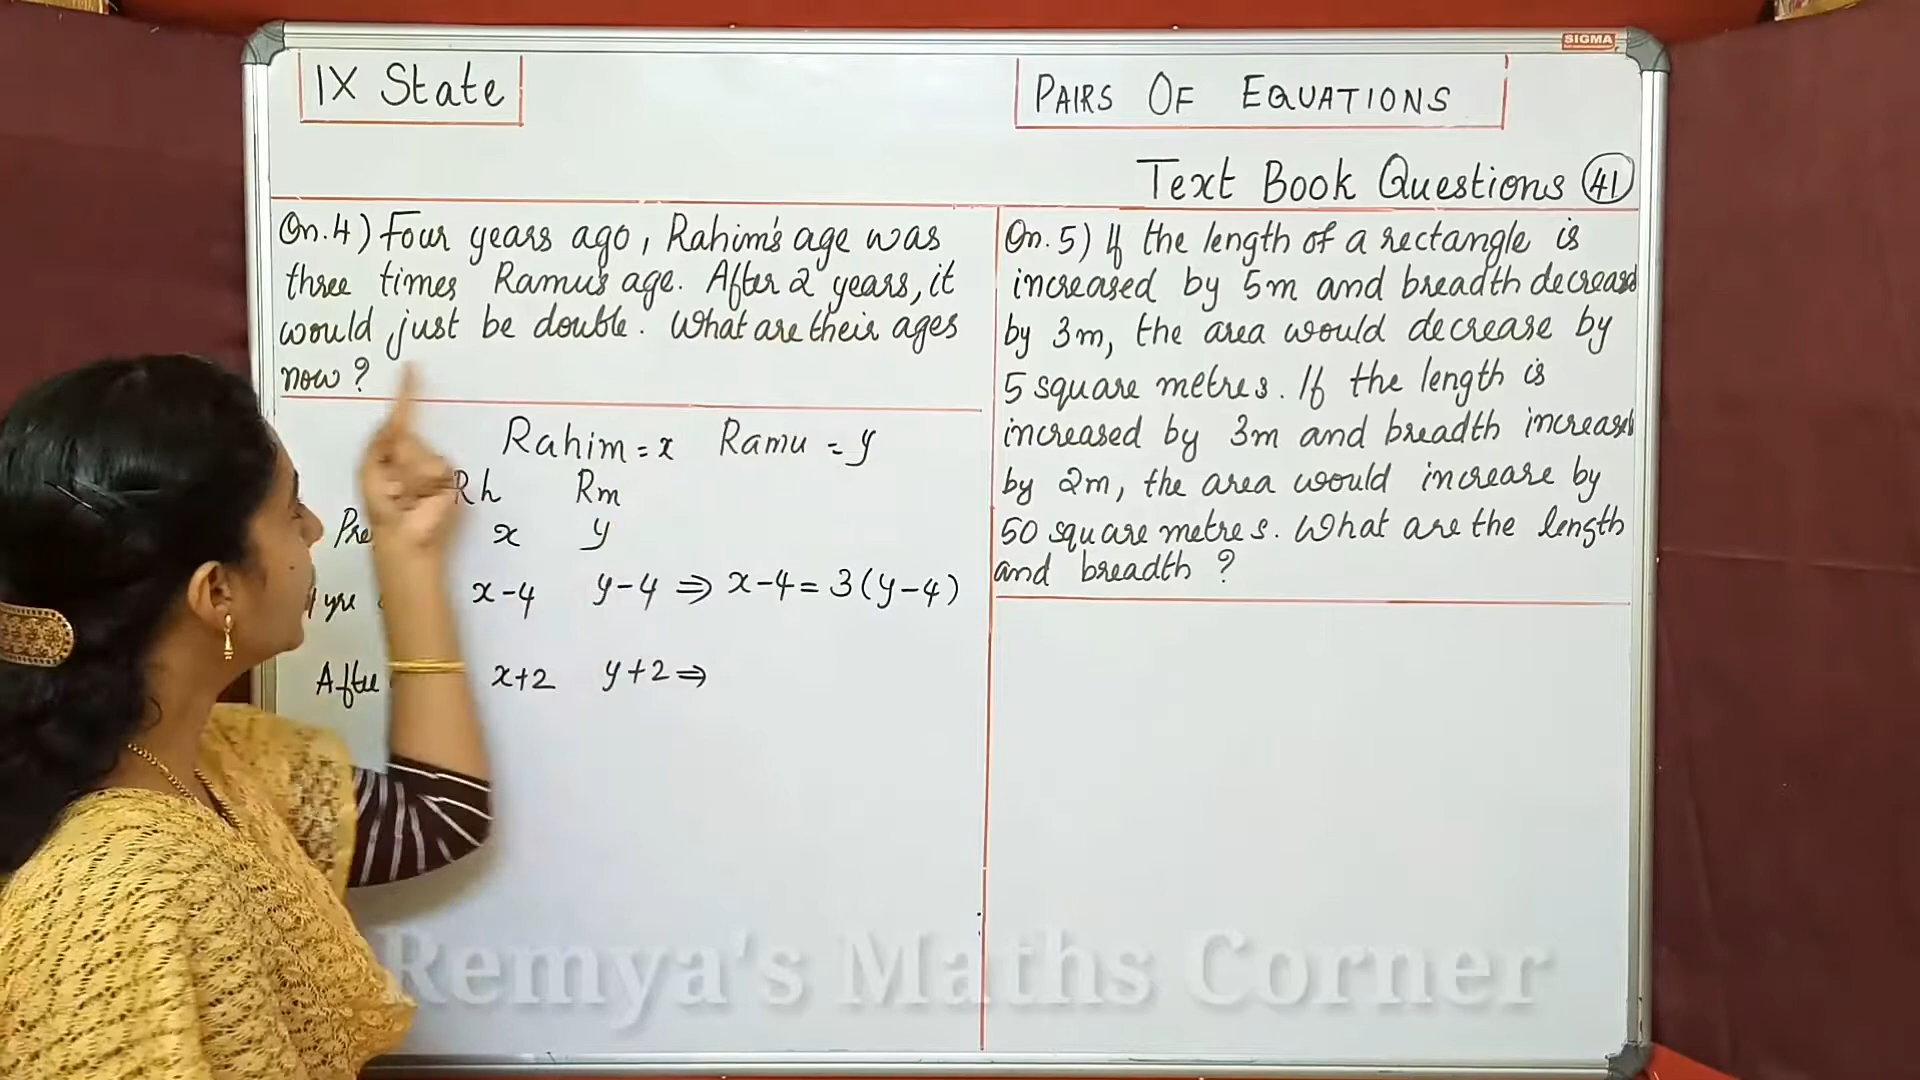 SIGMA
IX State
PAIRS OF EQUATIONS
Text Book Questions 41
Qn.4) Four years ago, Rahim's age was
three times Ramu's age. After 2 years, it
would just be double. What are their ages
now?
Rahim = x Ramu = y
Rh Rm
x y
x-4 y-4 ⇒ x-4 = 3(y-4)
x+2 y+2 ⇒
Qn.5) If the length of a rectangle is
increased by 5m and breadth decreased
by 3m, the area would decrease by
5 square metres. If the length is
increased by 3m and breadth increased
by 2m, the area would increase by
50 square metres. What are the length
and breadth ?
Remya's Maths Corner